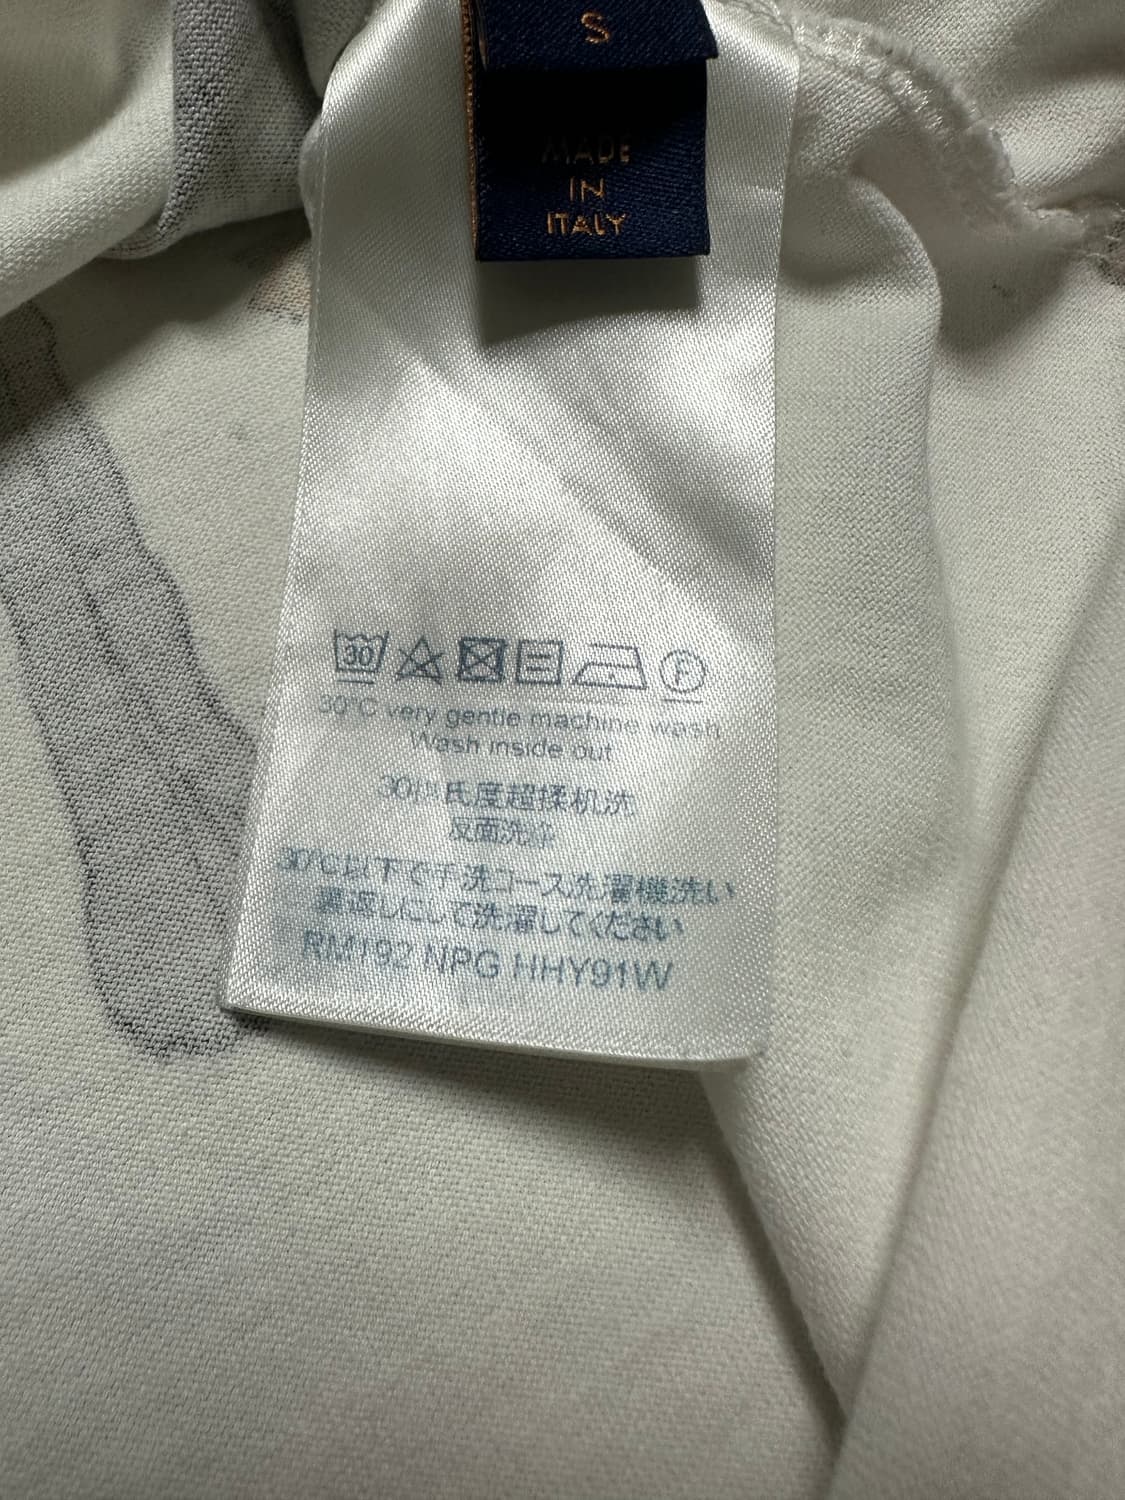 S
MADE
IN
ITALY
30
F
30°C very gentle machine wash
Wash inside out
30摄氏度超揉机洗
反面洗涤
30℃以下で手洗コース洗濯機洗い
裏返しにして洗濯してください
RM192 NPG HHY91W